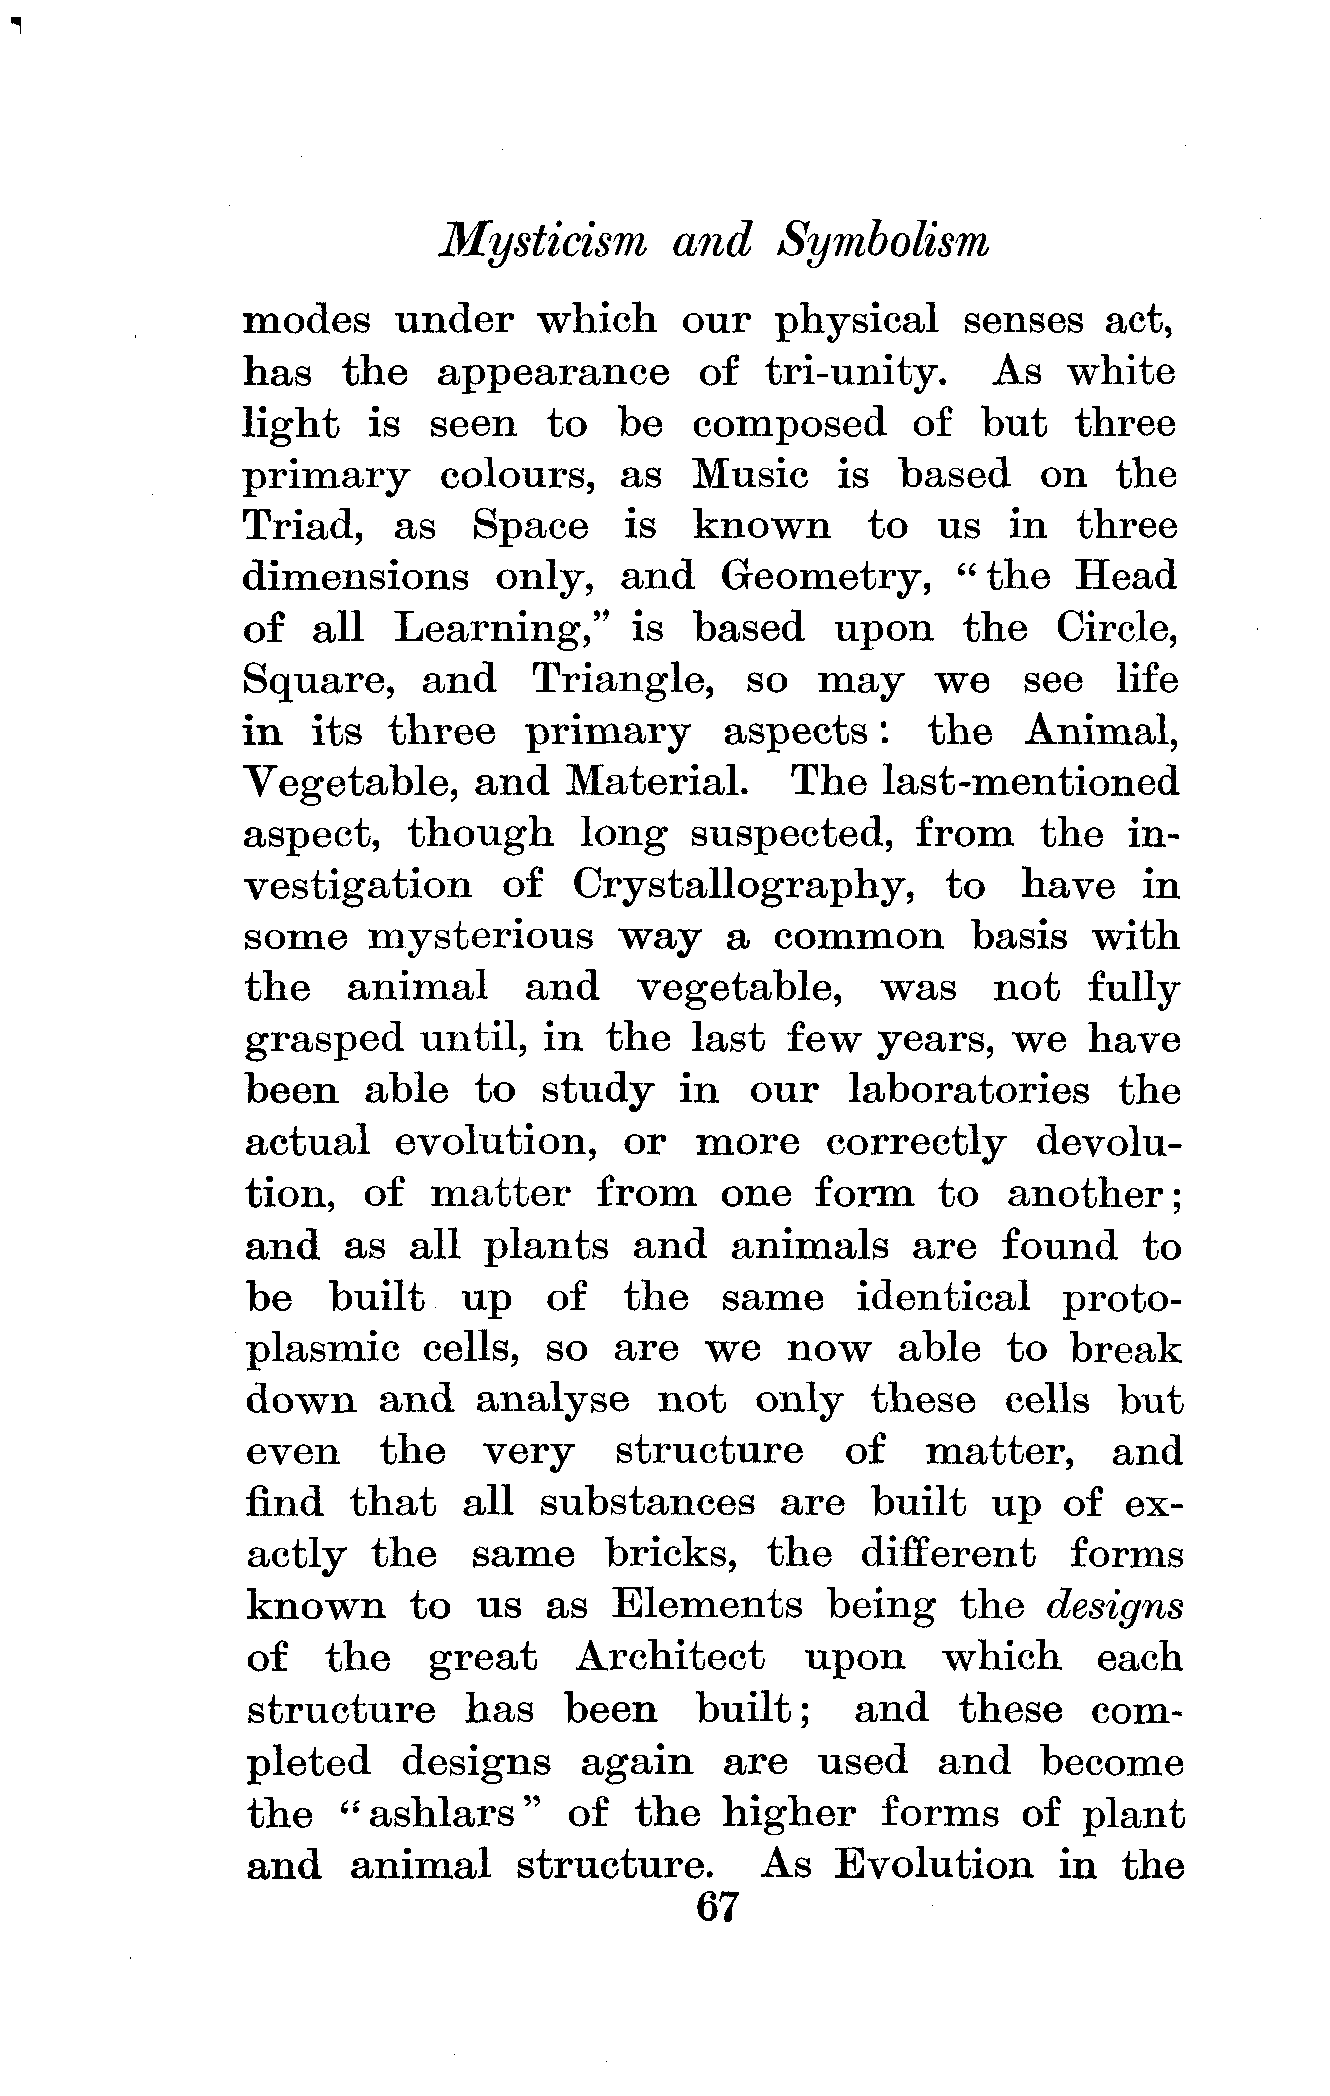 Mysticism and Symbolism
modes under which our physical senses act,
has the appearance of tri-unity. As white
light is seen to be composed of but three
primary colours, as Music is based on the
Triad, as Space is known to us in three
dimensions only, and Geometry, “the Head
of all Learning,” is based upon the Circle,
Square, and Triangle, so may we see life
in its three primary aspects: the Animal,
Vegetable, and Material. The last-mentioned
aspect, though long suspected, from the in-
vestigation of Crystallography, to have in
some mysterious way a common basis with
the animal and vegetable, was not fully
grasped until, in the last few years, we have
been able to study in our laboratories the
actual evolution, or more correctly devolu-
tion, of matter from one form to another;
and as all plants and animals are found to
be built up of the same identical proto-
plasmic cells, so are we now able to break
down and analyse not only these cells but
even the very structure of matter, and
find that all substances are built up of ex-
actly the same bricks, the different forms
known to us as Elements being the designs
of the great Architect upon which each
structure has been built; and these com-
pleted designs again are used and become
the “ashlars” of the higher forms of plant
and animal structure. As Evolution in the
67